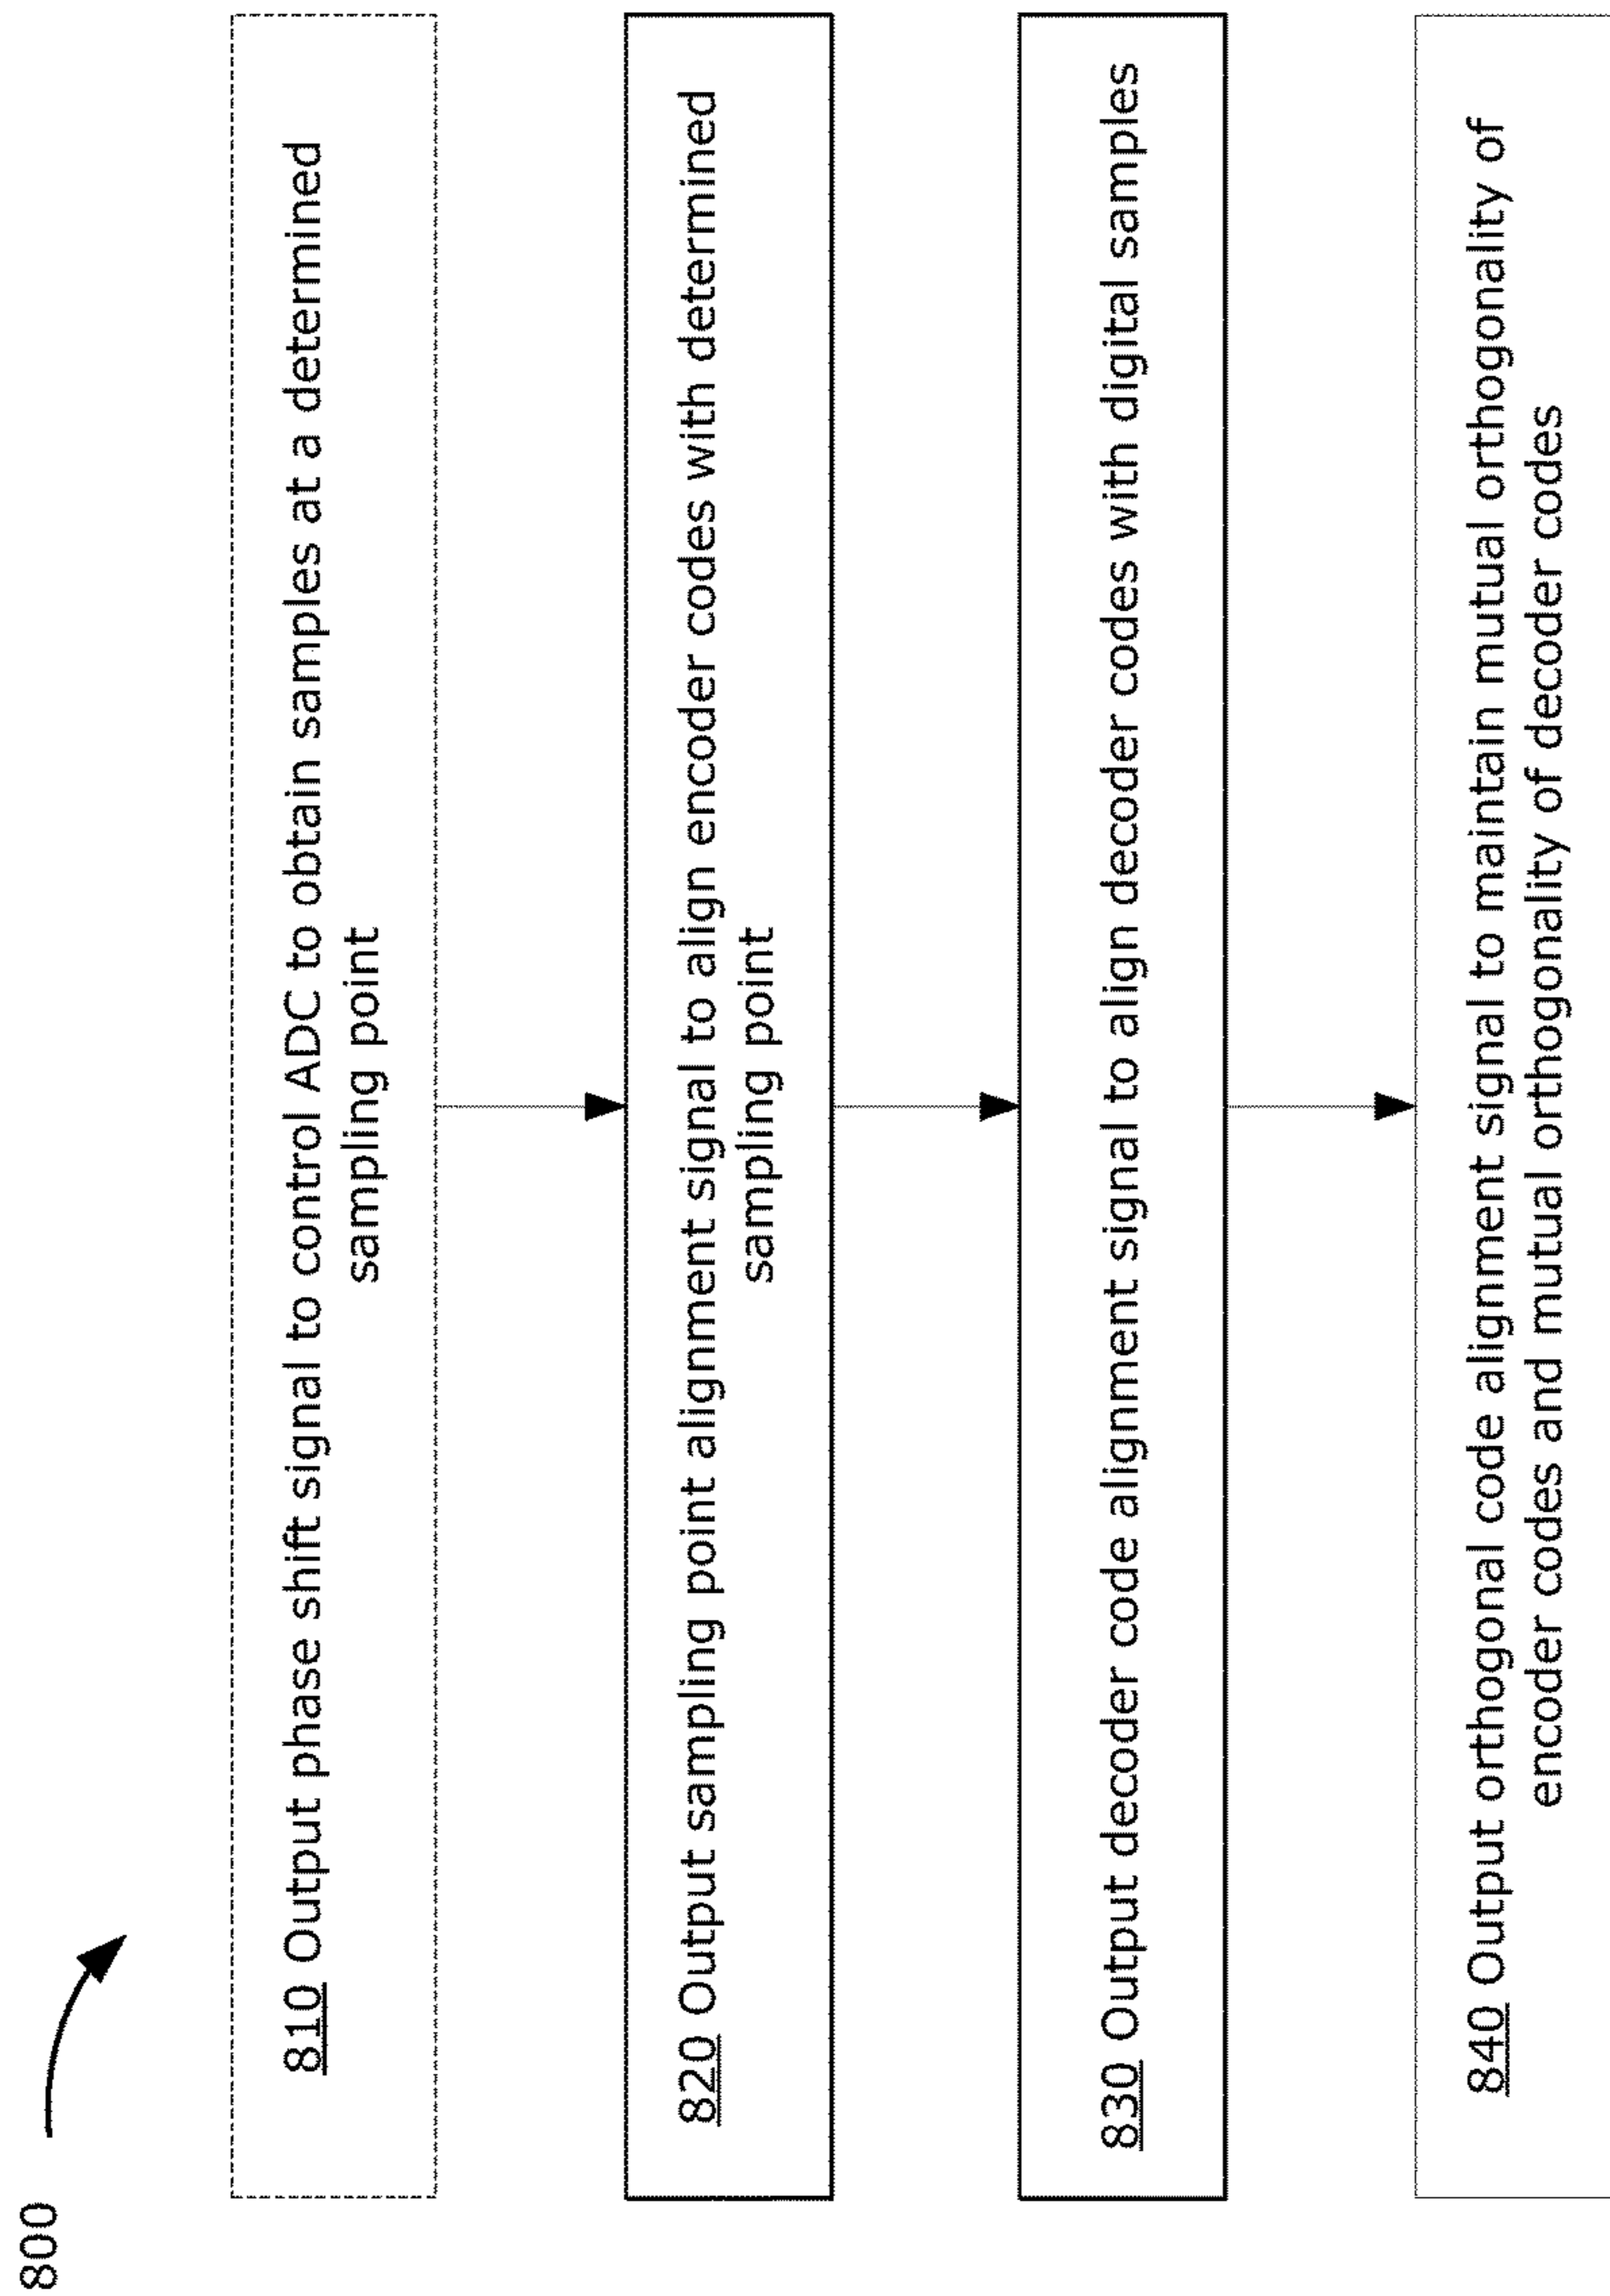 800
810 Output phase shift signal to control ADC to obtain samples at a determined
sampling point
820 Output sampling point alignment signal to align encoder codes with determined
sampling point
830 Output decoder code alignment signal to align decoder codes with digital samples
840 Output orthogonal code alignment signal to maintain mutual orthogonality of
encoder codes and mutual orthogonality of decoder codes